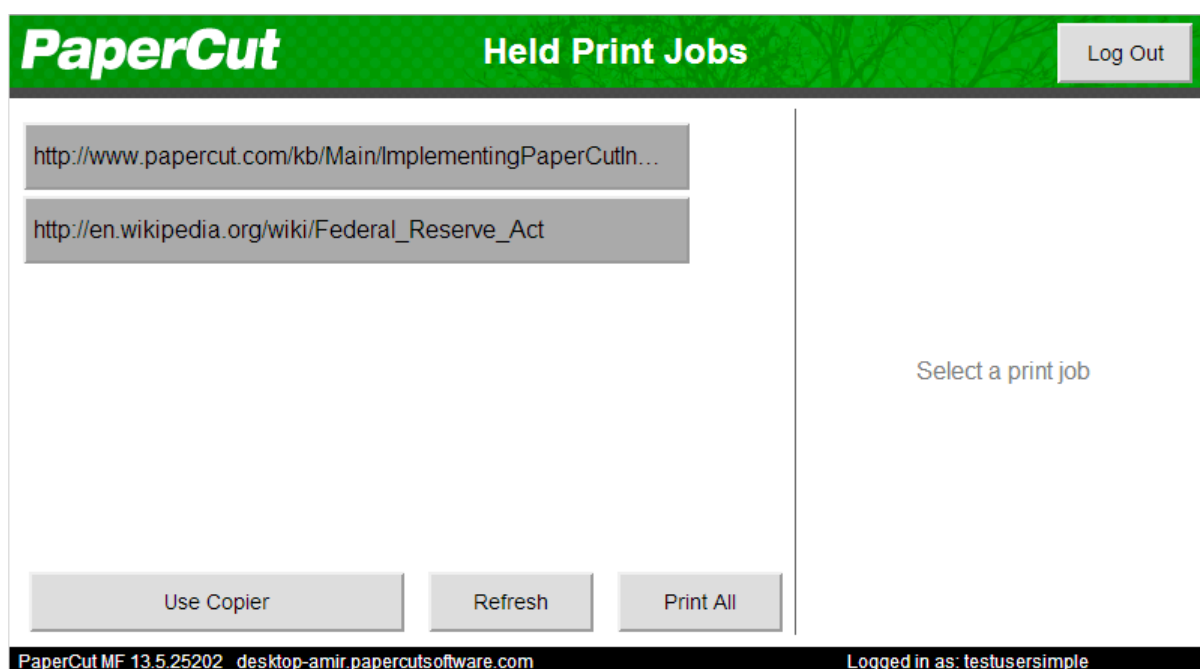 PaperCut
Held Print Jobs
Log Out
http://www.papercut.com/kb/Main/ImplementingPaperCutIn...
http://en.wikipedia.org/wiki/Federal_Reserve_Act
Select a print job
Use Copier
Refresh
Print All
PaperCut MF 13.5.25202 desktop-amir.papercutsoftware.com
Logged in as: testusersimple